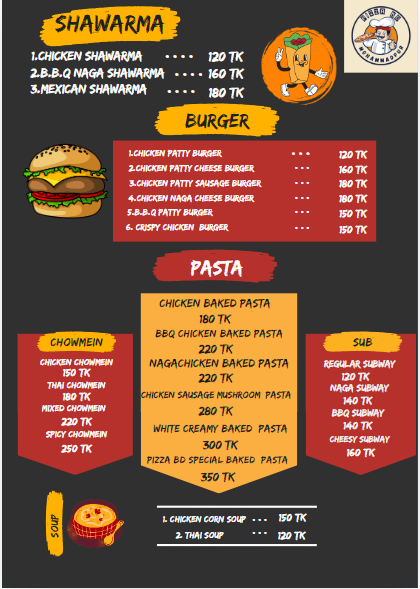 SHAWARMA
1.CHICKEN SHAWARMA •••• 120 TK
2.B.B.Q NAGA SHAWARMA •••• 160 TK
3.MEXICAN SHAWARMA •••• 180 TK
MOHAMMADPUR
BURGER
1.CHICKEN PATTY BURGER ••• 120 TK
2.CHICKEN PATTY CHEESE BURGER ••• 160 TK
3.CHICKEN PATTY SAUSAGE BURGER ••• 180 TK
4.CHICKEN NAGA CHEESE BURGER ••• 180 TK
5.B.B.Q PATTY BURGER ••• 150 TK
6. CRISPY CHICKEN BURGER ••• 150 TK
PASTA
CHICKEN BAKED PASTA
180 TK
BBQ CHICKEN BAKED PASTA
220 TK
NAGACHICKEN BAKED PASTA
220 TK
CHICKEN SAUSAGE MUSHROOM PASTA
280 TK
WHITE CREAMY BAKED PASTA
300 TK
PIZZA BD SPECIAL BAKED PASTA
350 TK
CHOWMEIN
CHICKEN CHOWMEIN
150 TK
THAI CHOWMEIN
180 TK
MIXED CHOWMEIN
220 TK
SPICY CHOWMEIN
250 TK
SUB
REGULAR SUBWAY
120 TK
NAGA SUBWAY
140 TK
BBQ SUBWAY
140 TK
CHEESY SUBWAY
160 TK
SOUP
1. CHICKEN CORN SOUP ••• 150 TK
2. THAI SOUP ••• 120 TK